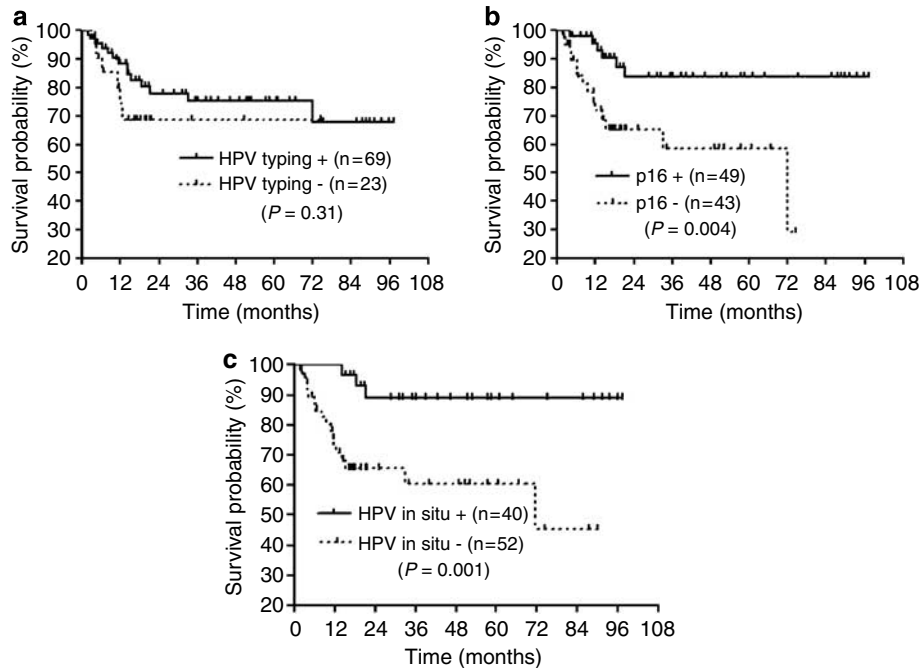 a
Survival probability (%)
100
90
80
70
60
50
40
30
20
HPV typing + (n=69)
HPV typing - (n=23)
(P = 0.31)
0 12 24 36 48 60 72 84 96 108
Time (months)
b
Survival probability (%)
100
90
80
70
60
50
40
30
20
p16 + (n=49)
p16 - (n=43)
(P = 0.004)
0 12 24 36 48 60 72 84 96 108
Time (months)
c
Survival probability (%)
100
90
80
70
60
50
40
30
20
HPV in situ + (n=40)
HPV in situ - (n=52)
(P = 0.001)
0 12 24 36 48 60 72 84 96 108
Time (months)